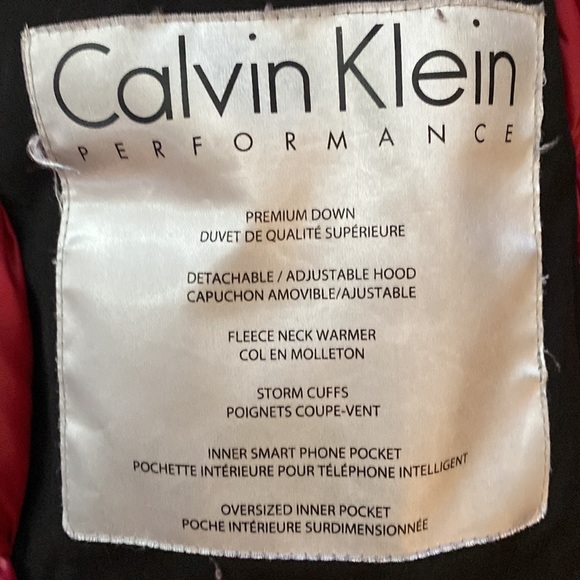 Calvin Klein
PERFORMANCE
PREMIUM DOWN
DUVET DE QUALITÉ SUPÉRIEURE
DETACHABLE / ADJUSTABLE HOOD
CAPUCHON AMOVIBLE/AJUSTABLE
FLEECE NECK WARMER
COL EN MOLLETON
STORM CUFFS
POIGNETS COUPE-VENT
INNER SMART PHONE POCKET
POCHETTE INTÉRIEURE POUR TÉLÉPHONE INTELLIGENT
OVERSIZED INNER POCKET
POCHE INTÉRIEURE SURDIMENSIONNÉE